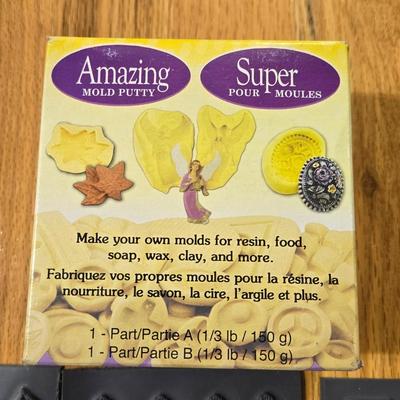 Amazing
MOLD PUTTY
Super
POUR MOULES
Make your own molds for resin, food,
soap, wax, clay, and more.
Fabriquez vos propres moules pour la résine, la
nourriture, le savon, la cire, l'argile et plus.
1 - Part/Partie A (1/3 lb / 150 g)
1 - Part/Partie B (1/3 lb / 150 g)